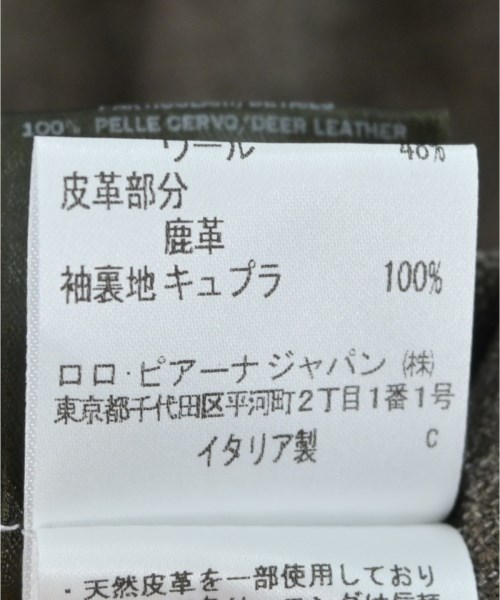 100% PELLE CERVO/DEER LEATHER
ウール 48%
皮革部分
鹿革
袖裏地 キュプラ 100%
ロロ・ピアーナジャパン ㈱
東京都千代田区平河町2丁目1番1号
イタリア製 C
・天然皮革を一部使用しており